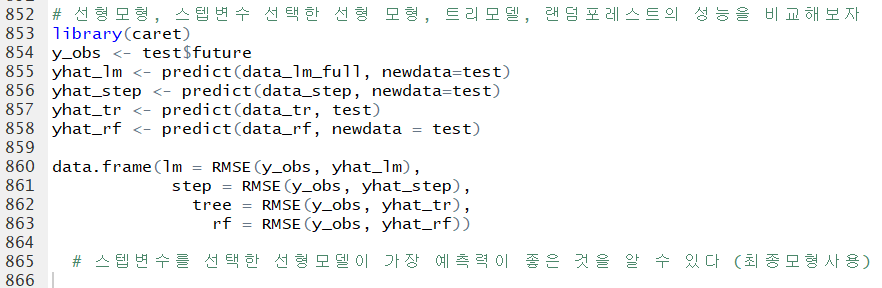 852 # 선형모형, 스텝변수 선택한 선형 모형, 트리모델, 랜덤포레스트의 성능을 비교해보자
853 library(caret)
854 y_obs <- test$future
855 yhat_lm <- predict(data_lm_full, newdata=test)
856 yhat_step <- predict(data_step, newdata=test)
857 yhat_tr <- predict(data_tr, test)
858 yhat_rf <- predict(data_rf, newdata = test)
859
860 data.frame(lm = RMSE(y_obs, yhat_lm),
861            step = RMSE(y_obs, yhat_step),
862              tree = RMSE(y_obs, yhat_tr),
863                rf = RMSE(y_obs, yhat_rf))
864
865   # 스텝변수를 선택한 선형모델이 가장 예측력이 좋은 것을 알 수 있다 (최종모형사용)
866